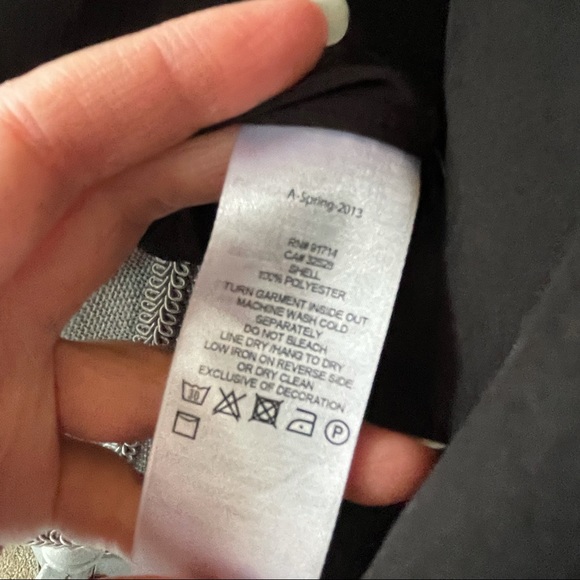 A-Spring-2013
RN# 91714
CA# 32525
SHELL
100% POLYESTER
TURN GARMENT INSIDE OUT
MACHINE WASH COLD
SEPARATELY
DO NOT BLEACH
LINE DRY /HANG TO DRY
LOW IRON ON REVERSE SIDE
OR DRY CLEAN
EXCLUSIVE OF DECORATION
30
P